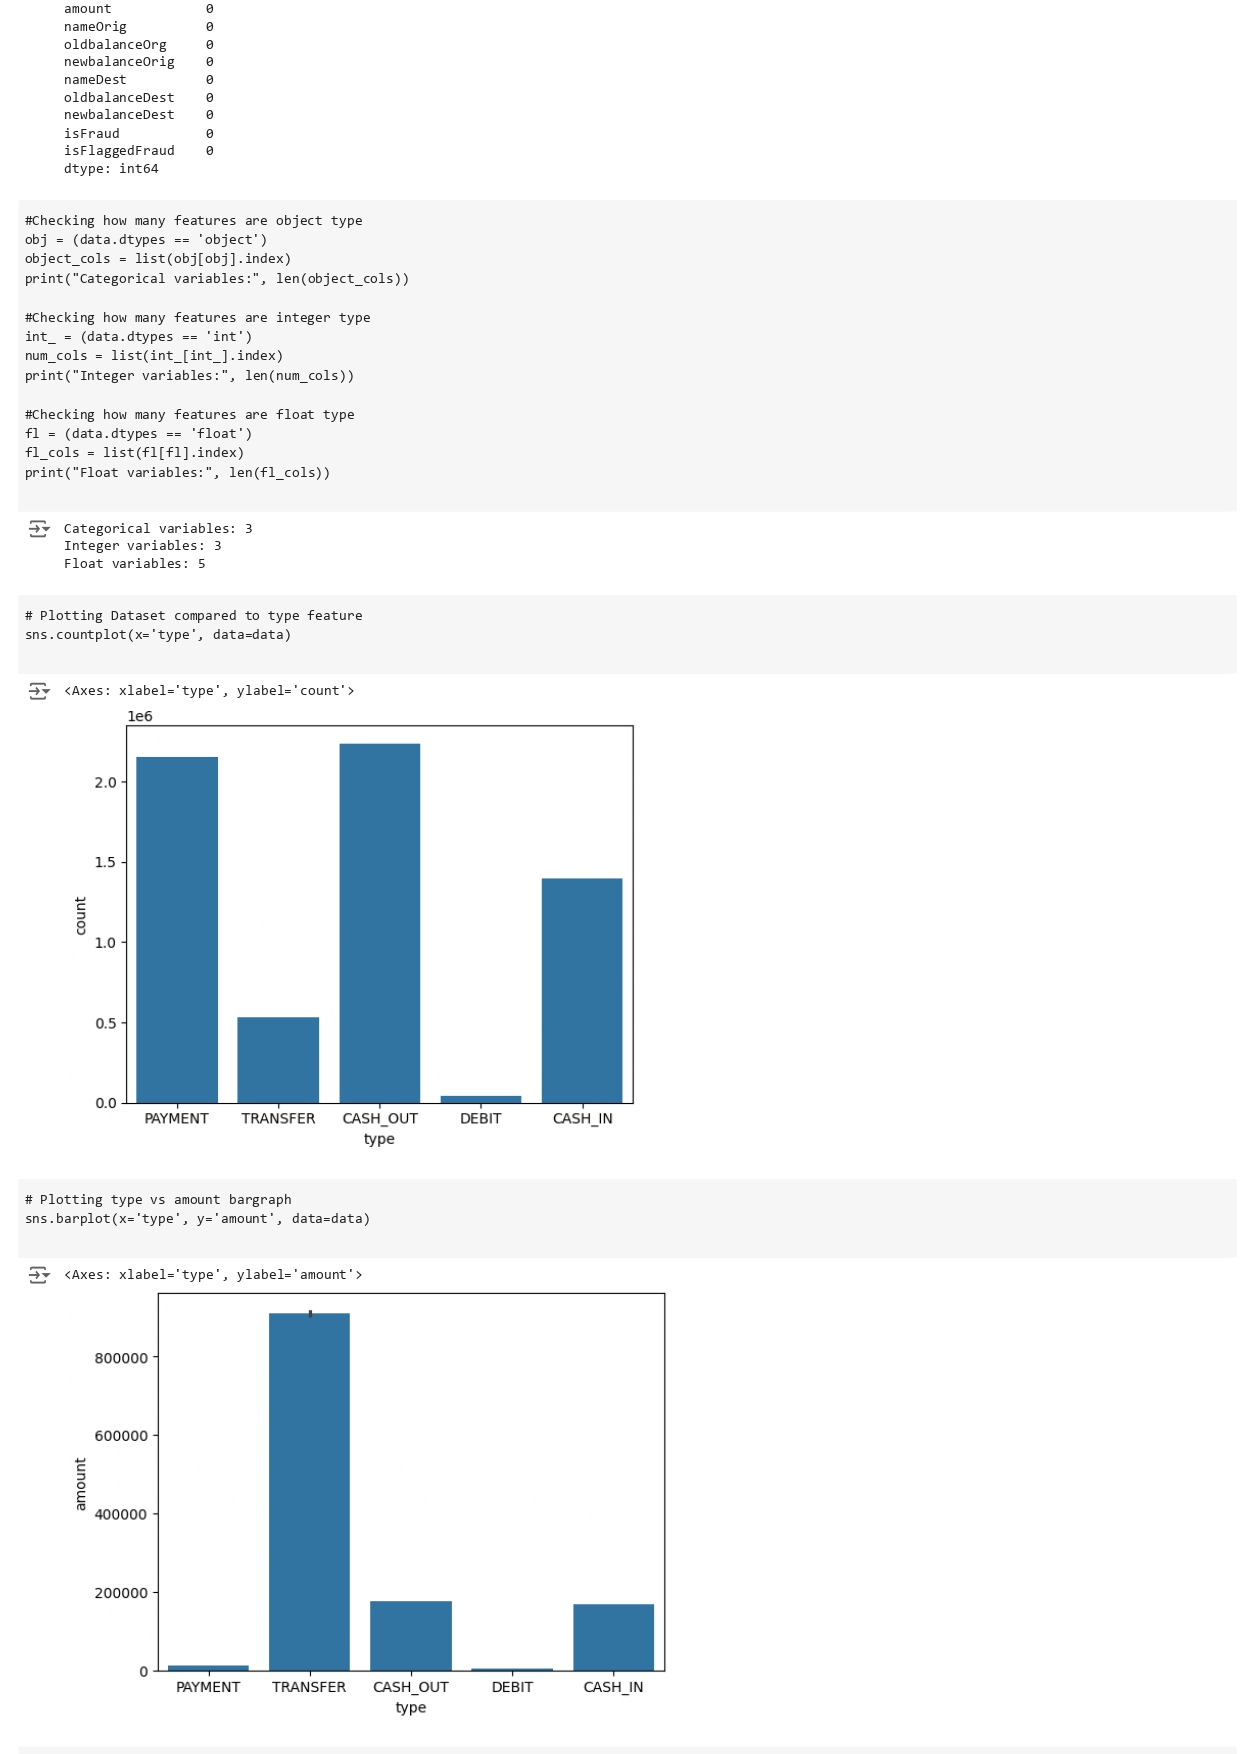 amount 0
nameOrig 0
oldbalanceOrg 0
newbalanceOrig 0
nameDest 0
oldbalanceDest 0
newbalanceDest 0
isFraud 0
isFlaggedFraud 0
dtype: int64
#Checking how many features are object type
obj = (data.dtypes == 'object')
object_cols = list(obj[obj].index)
print("Categorical variables:", len(object_cols))
#Checking how many features are integer type
int_ = (data.dtypes == 'int')
num_cols = list(int_[int_].index)
print("Integer variables:", len(num_cols))
#Checking how many features are float type
fl = (data.dtypes == 'float')
fl_cols = list(fl[fl].index)
print("Float variables:", len(fl_cols))
Categorical variables: 3
Integer variables: 3
Float variables: 5
# Plotting Dataset compared to type feature
sns.countplot(x='type', data=data)
<Axes: xlabel='type', ylabel='count'>
1e6
2.0
1.5
count
1.0
0.5
0.0
PAYMENT TRANSFER CASH_OUT DEBIT CASH_IN
type
# Plotting type vs amount bargraph
sns.barplot(x='type', y='amount', data=data)
<Axes: xlabel='type', ylabel='amount'>
800000
600000
amount
400000
200000
0
PAYMENT TRANSFER CASH_OUT DEBIT CASH_IN
type